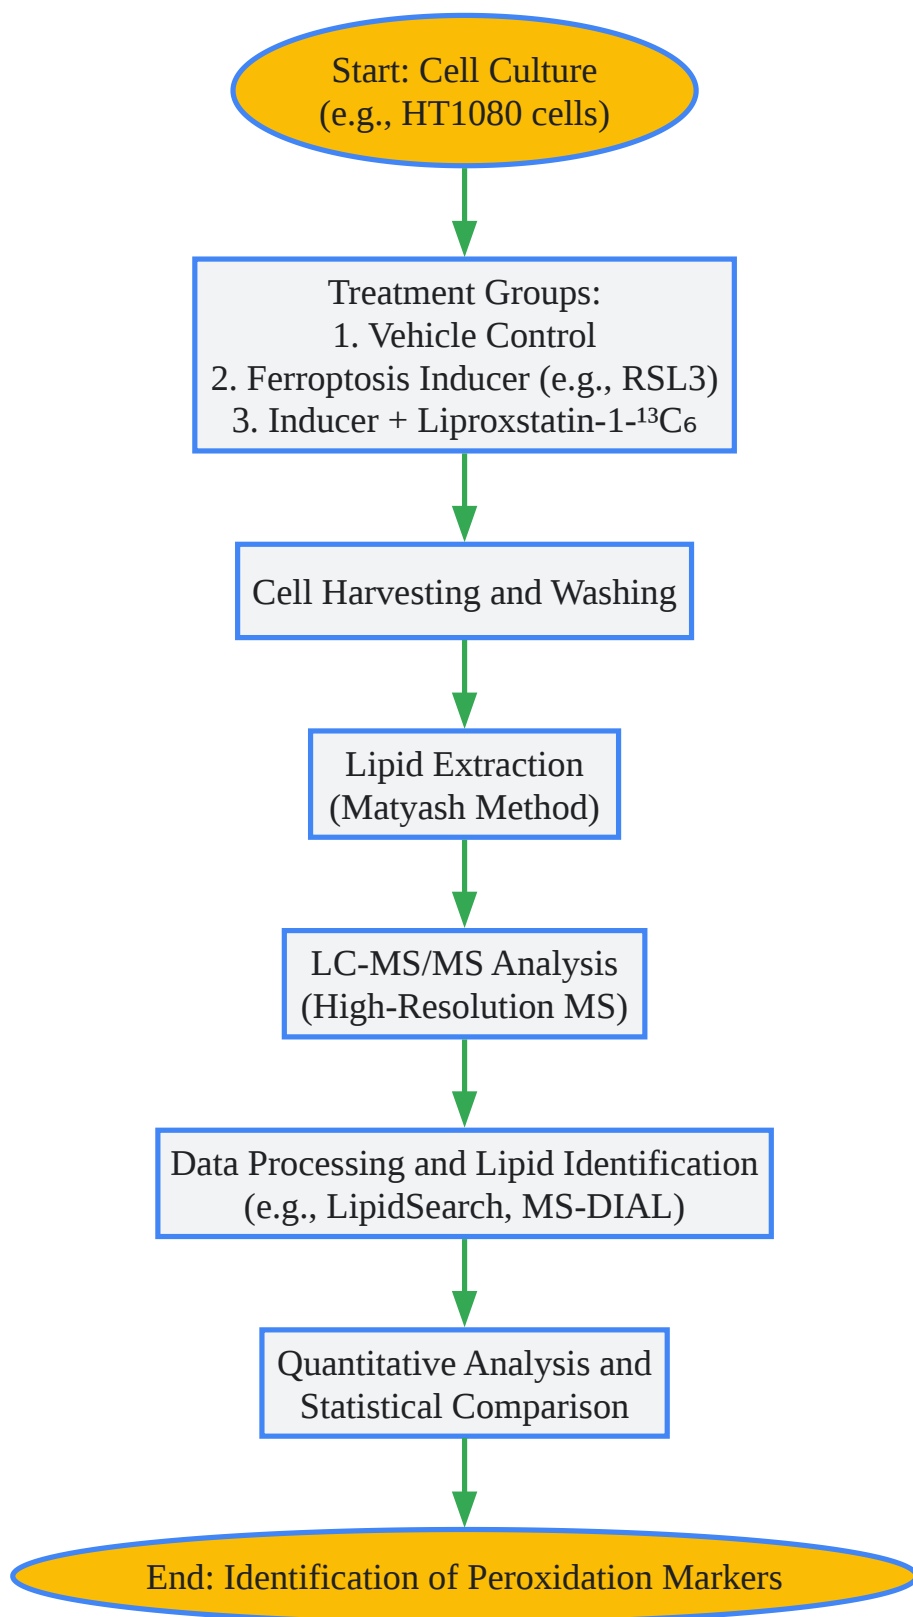 Start: Cell Culture
(e.g., HT1080 cells)
Treatment Groups:
1. Vehicle Control
2. Ferroptosis Inducer (e.g., RSL3)
3. Inducer + Liproxstatin-1-¹³C₆
Cell Harvesting and Washing
Lipid Extraction
(Matyash Method)
LC-MS/MS Analysis
(High-Resolution MS)
Data Processing and Lipid Identification
(e.g., LipidSearch, MS-DIAL)
Quantitative Analysis and
Statistical Comparison
End: Identification of Peroxidation Markers